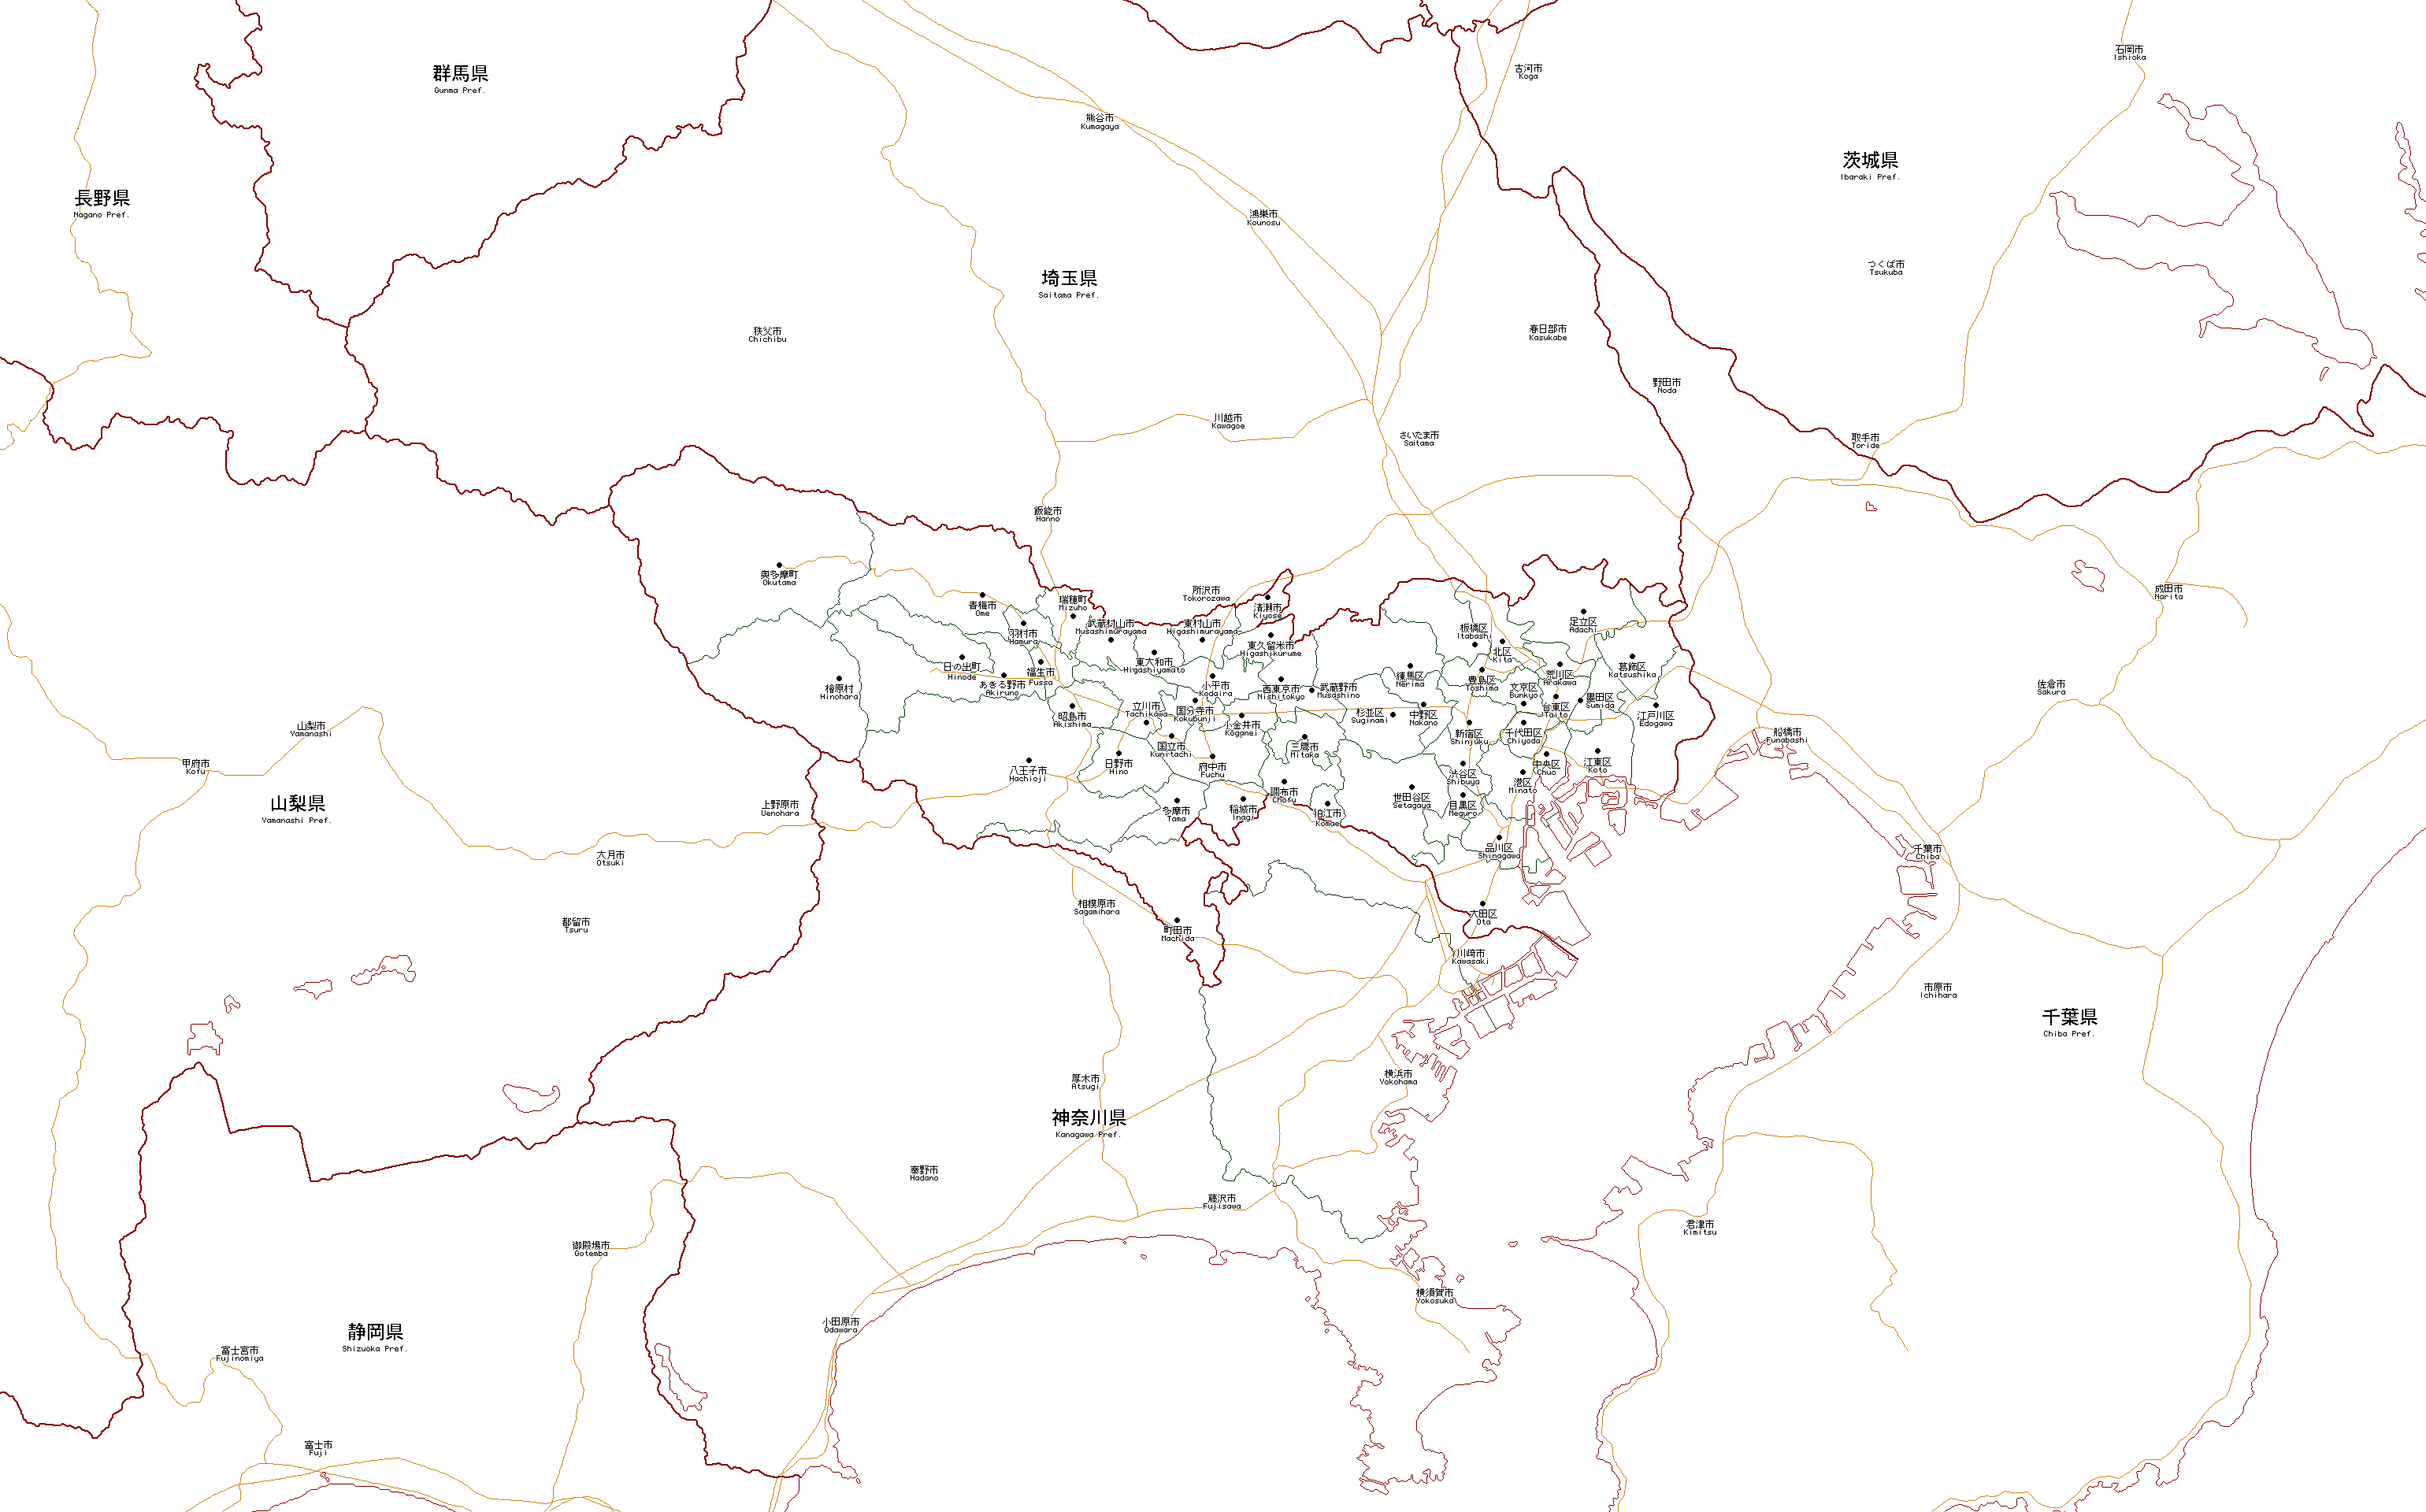 石岡市
Ishioka
群馬県
Gunma Pref.
古河市
Koga
熊谷市
Kumagaya
茨城県
Ibaraki Pref.
長野県
Nagano Pref.
鴻巣市
Kounosu
つくば市
Tsukuba
埼玉県
Saitama Pref.
秩父市
Chichibu
春日部市
Kasukabe
野田市
Noda
川越市
Kawagoe
さいたま市
Saitama
取手市
Toride
飯能市
Hanno
奥多摩町
Okutama
所沢市
Tokorozawa
成田市
Narita
青梅市
Ome
瑞穂町
Mizuho
清瀬市
Kiyose
足立区
Adachi
羽村市
Hamura
武蔵村山市
Musashimurayama
東村山市
Higashimurayama
板橋区
Itabashi
東久留米市
Higashikurume
北区
Kita
日の出町
Hinode
東大和市
Higashiyamato
福生市
Fussa
荒川区
Arakawa
葛飾区
Katsushika
檜原村
Hinohara
あきる野市
Akiruno
小平市
Kodaira
西東京市
Nishitokyo
武蔵野市
Musashino
練馬区
Nerima
豊島区
Toshima
文京区
Bunkyo
佐倉市
Sakura
墨田区
Sumida
台東区
Taito
昭島市
Akishima
立川市
Tachikawa
国分寺市
Kokubunji
杉並区
Suginami
中野区
Nakano
江戸川区
Edogawa
山梨市
Yamanashi
小金井市
Koganei
新宿区
Shinjuku
千代田区
Chiyoda
船橋市
Funabashi
国立市
Kunitachi
三鷹市
Mitaka
甲府市
Kofu
八王子市
Hachioji
日野市
Hino
府中市
Fuchu
渋谷区
Shibuya
中央区
Chuo
江東区
Koto
港区
Minato
山梨県
Yamanashi Pref.
上野原市
Uenohara
多摩市
Tama
稲城市
Inagi
調布市
Chofu
狛江市
Komae
世田谷区
Setagaya
目黒区
Meguro
大月市
Otsuki
品川区
Shinagawa
千葉市
Chiba
都留市
Tsuru
相模原市
Sagamihara
町田市
Machida
大田区
Ota
川崎市
Kawasaki
市原市
Ichihara
千葉県
Chiba Pref.
厚木市
Atsugi
横浜市
Yokohama
神奈川県
Kanagawa Pref.
秦野市
Hadano
藤沢市
Fujisawa
君津市
Kimitsu
御殿場市
Gotemba
横須賀市
Yokosuka
静岡県
Shizuoka Pref.
小田原市
Odawara
富士宮市
Fujinomiya
富士市
Fuji